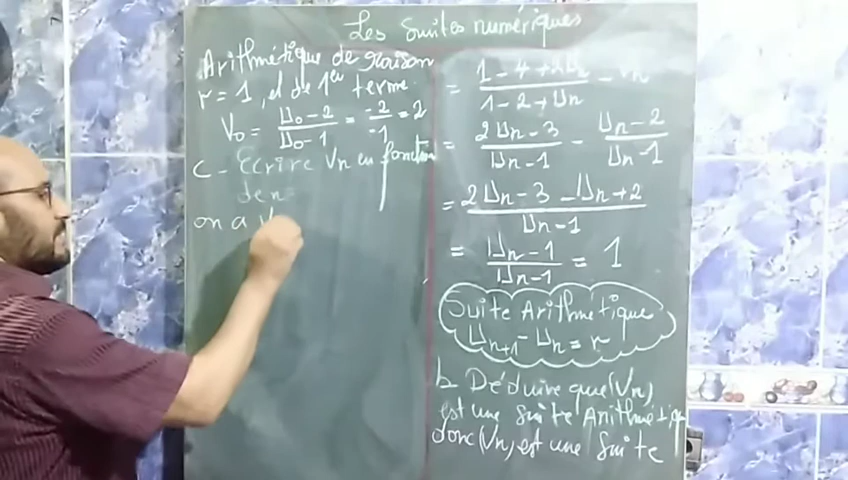 Les Suites numériques
Arithmétique de raison
r = 1, et de 1er terme
V0 = U0 - 2 / U0 - 1 = -2 / -1 = 2
c - Ecrire Vn en fonction
de n
on a V
= 1 - 4 + 2Un / 1 - 2 + Un - Vn
= 2Un - 3 / Un - 1 - Un - 2 / Un - 1
= 2Un - 3 - Un + 2 / Un - 1
= Un - 1 / Un - 1 = 1
Suite Arithmétique
Un+1 - Un = r
b - Déduire que (Vn)
est une suite Arithmétique
donc (Vn) est une Suite